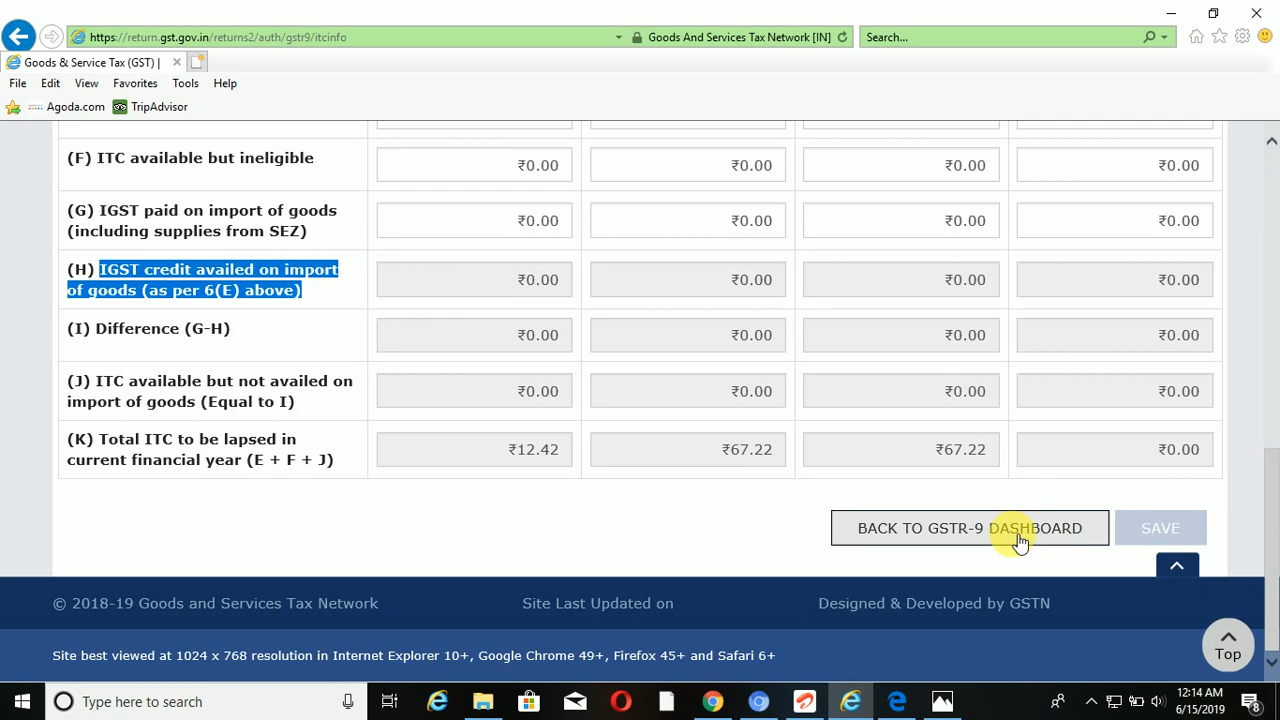 https://return.gst.gov.in/returns2/auth/gstr9/itcinfo
Goods And Services Tax Network [IN]
Search...
Goods & Service Tax (GST) |
File Edit View Favorites Tools Help
Agoda.com TripAdvisor
(F) ITC available but ineligible
₹0.00 ₹0.00 ₹0.00 ₹0.00
(G) IGST paid on import of goods
(including supplies from SEZ)
₹0.00 ₹0.00 ₹0.00 ₹0.00
(H) IGST credit availed on import
of goods (as per 6(E) above)
₹0.00 ₹0.00 ₹0.00 ₹0.00
(I) Difference (G-H)
₹0.00 ₹0.00 ₹0.00 ₹0.00
(J) ITC available but not availed on
import of goods (Equal to I)
₹0.00 ₹0.00 ₹0.00 ₹0.00
(K) Total ITC to be lapsed in
current financial year (E + F + J)
₹12.42 ₹67.22 ₹67.22 ₹0.00
BACK TO GSTR-9 DASHBOARD
SAVE
© 2018-19 Goods and Services Tax Network
Site Last Updated on
Designed & Developed by GSTN
Site best viewed at 1024 x 768 resolution in Internet Explorer 10+, Google Chrome 49+, Firefox 45+ and Safari 6+
Top
Type here to search
12:14 AM
6/15/2019
8